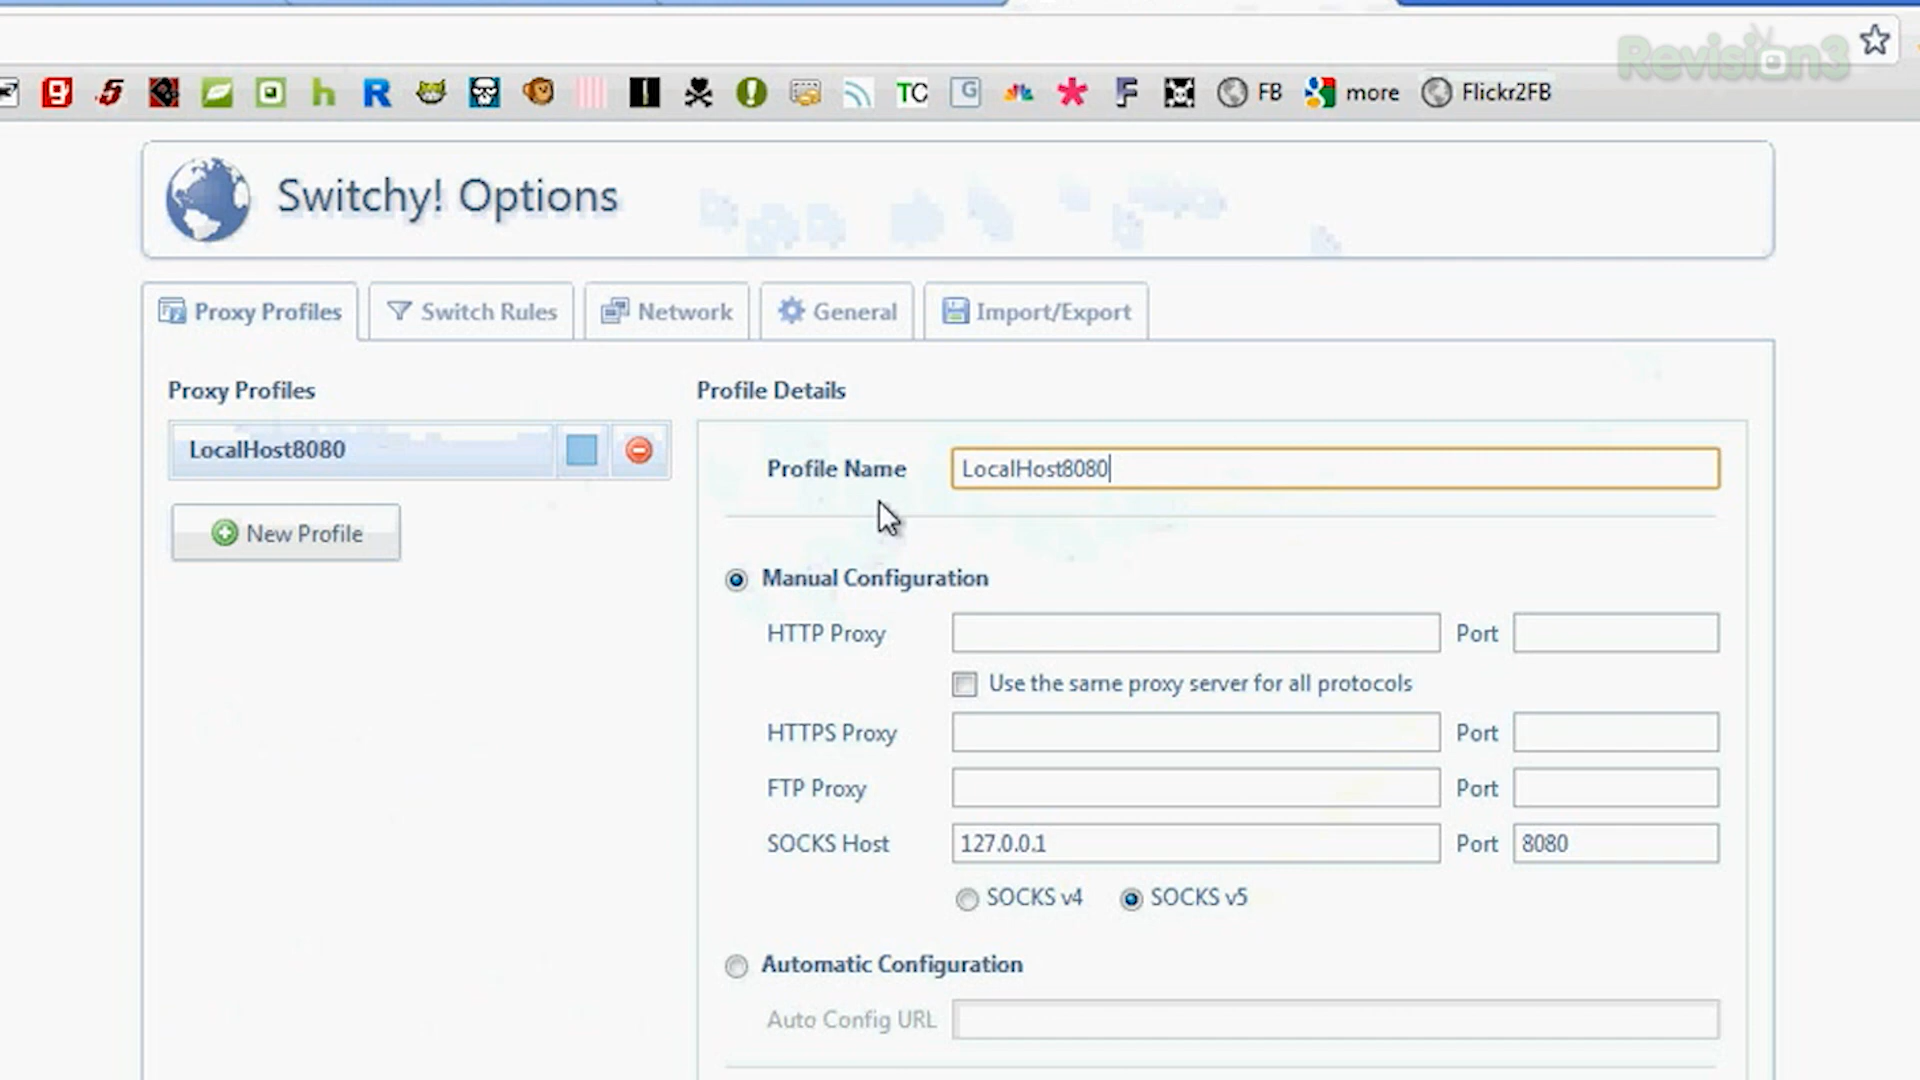 Revision3
g
5
h
R
TC
G
F
FB
more
Flickr2FB
Switchy! Options
Proxy Profiles
Switch Rules
Network
General
Import/Export
Proxy Profiles
Profile Details
LocalHost8080
Profile Name
LocalHost8080
New Profile
Manual Configuration
HTTP Proxy
Port
Use the same proxy server for all protocols
HTTPS Proxy
Port
FTP Proxy
Port
SOCKS Host
127.0.0.1
Port
8080
SOCKS v4
SOCKS v5
Automatic Configuration
Auto Config URL